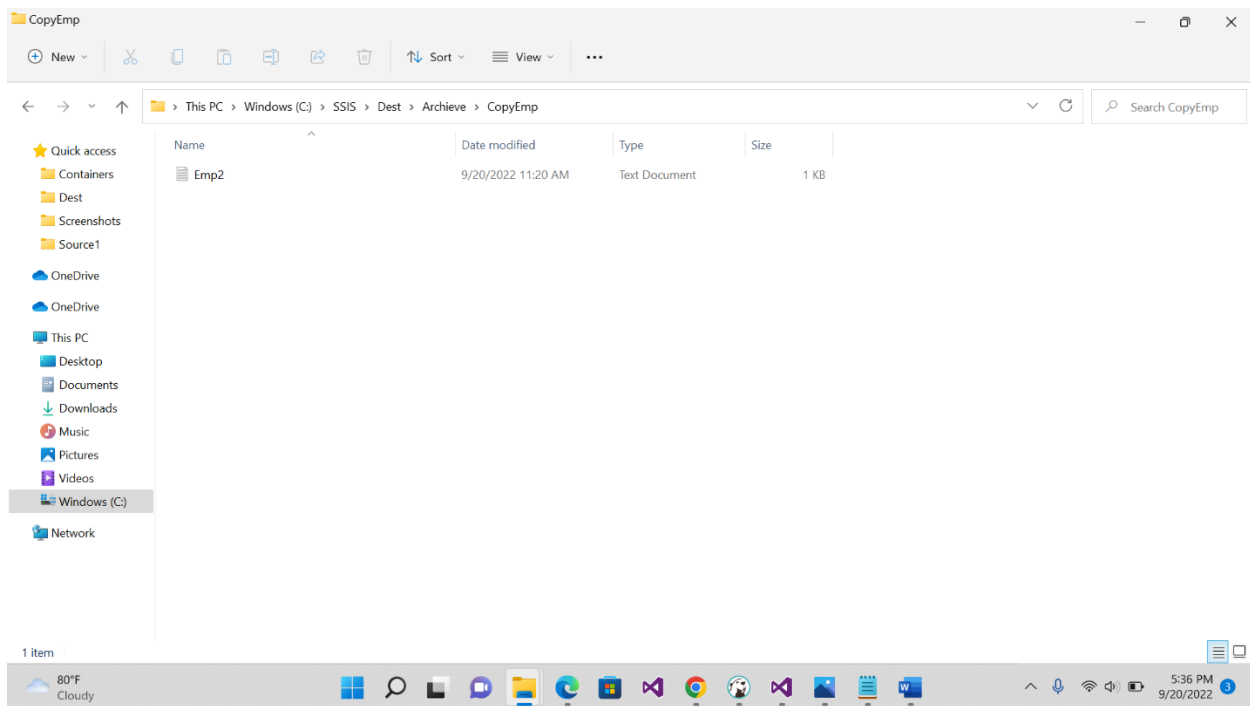 CopyEmp
New
Sort
View
This PC > Windows (C:) > SSIS > Dest > Archieve > CopyEmp
Search CopyEmp
Name Date modified Type Size
Emp2 9/20/2022 11:20 AM Text Document 1 KB
Quick access
Containers
Dest
Screenshots
Source1
OneDrive
OneDrive
This PC
Desktop
Documents
Downloads
Music
Pictures
Videos
Windows (C:)
Network
1 item
80°F
Cloudy
5:36 PM
9/20/2022
3